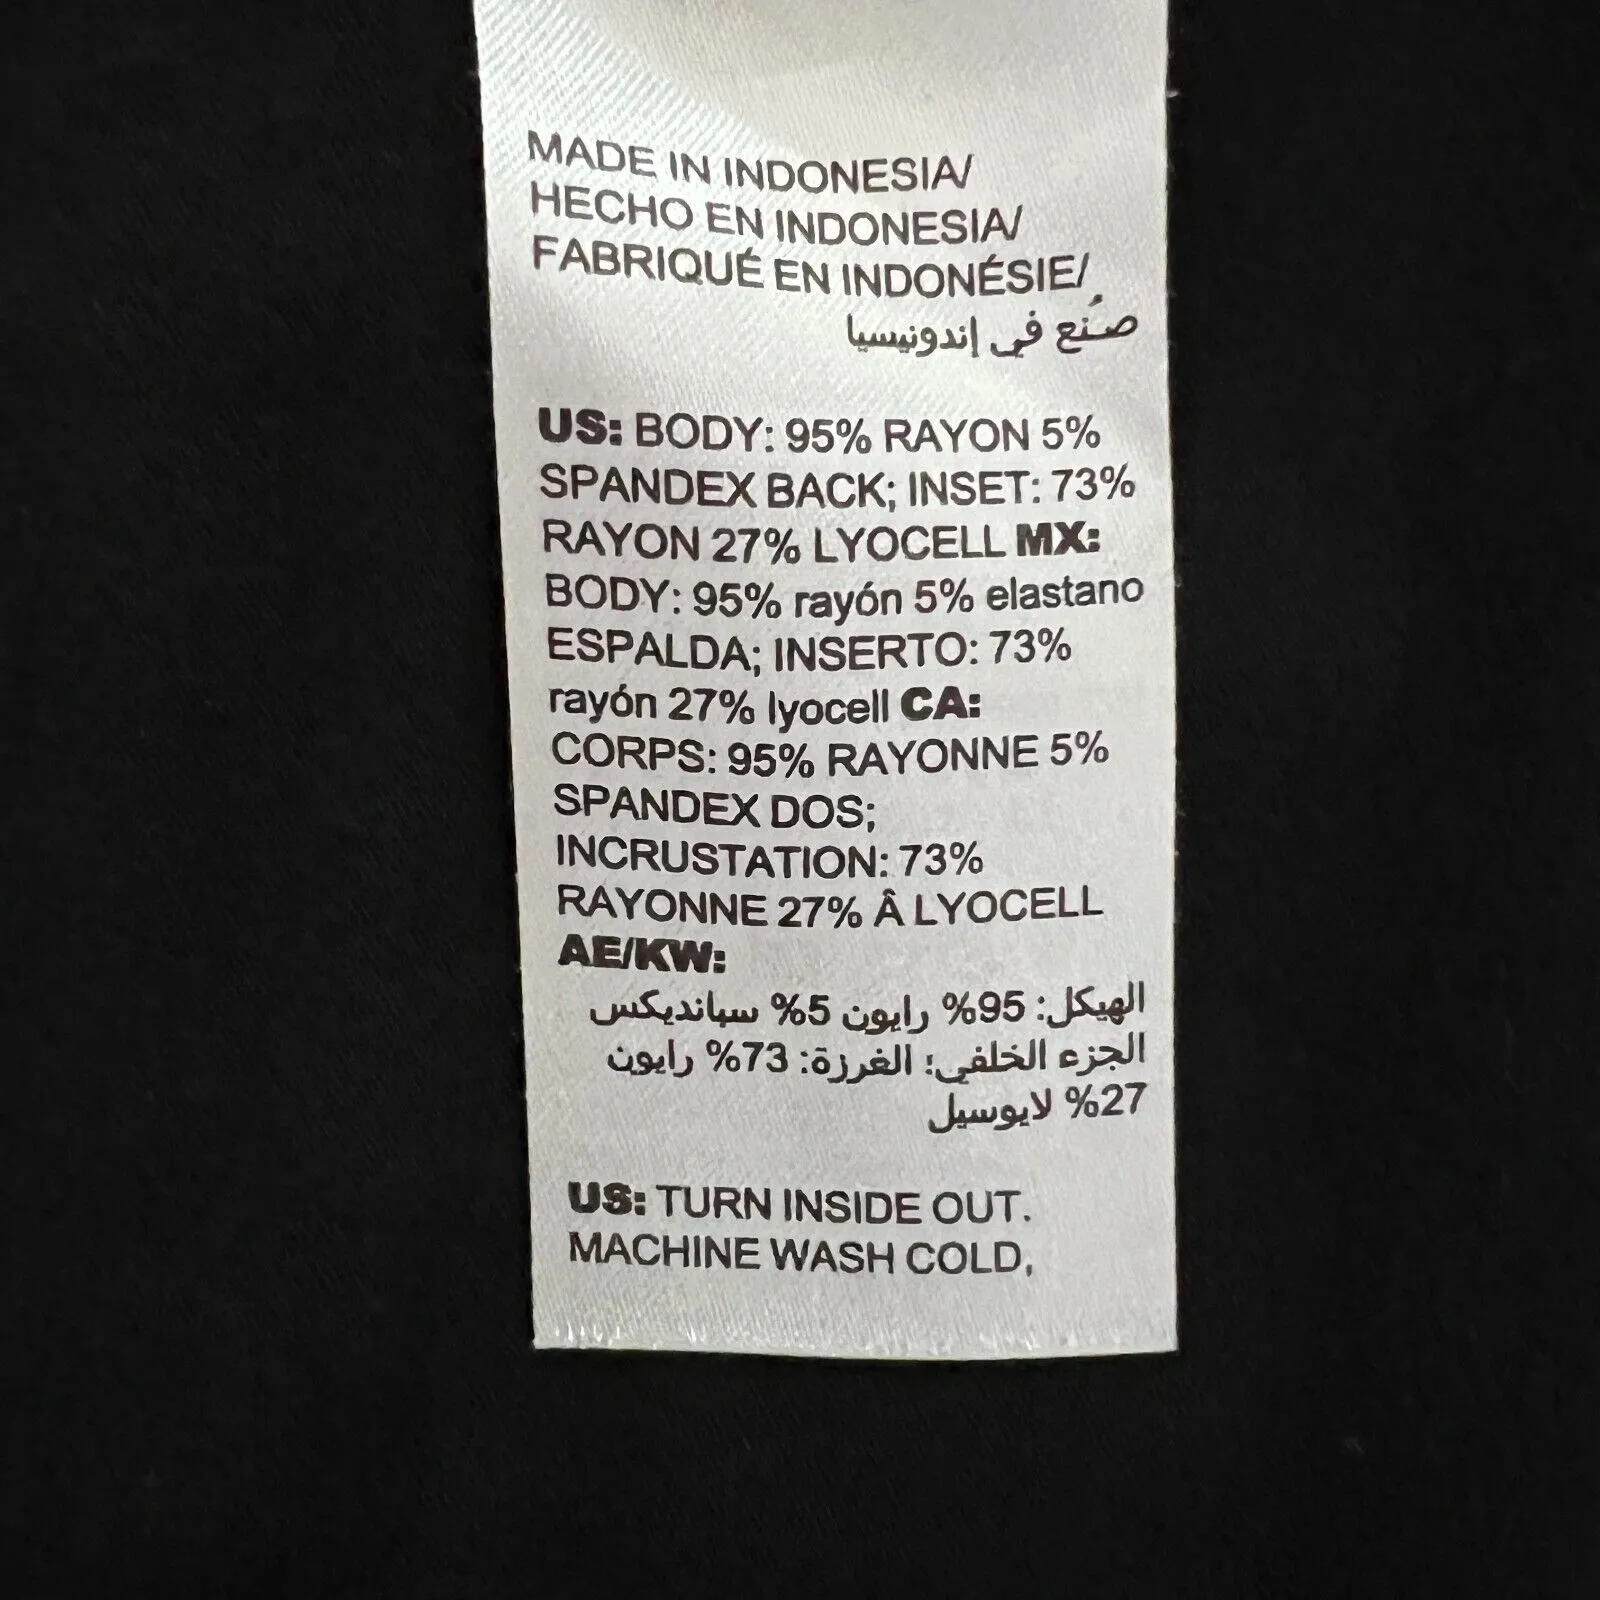 MADE IN INDONESIA/
HECHO EN INDONESIA/
FABRIQUÉ EN INDONÉSIE/
صُنع في إندونيسيا
US: BODY: 95% RAYON 5%
SPANDEX BACK; INSET: 73%
RAYON 27% LYOCELL MX:
BODY: 95% rayón 5% elastano
ESPALDA; INSERTO: 73%
rayón 27% lyocell CA:
CORPS: 95% RAYONNE 5%
SPANDEX DOS;
INCRUSTATION: 73%
RAYONNE 27% Â LYOCELL
AE/KW:
الهيكل: 95% رايون 5% سبانديكس
الجزء الخلفي؛ الغرزة: 73% رايون
27% لايوسيل
US: TURN INSIDE OUT.
MACHINE WASH COLD,